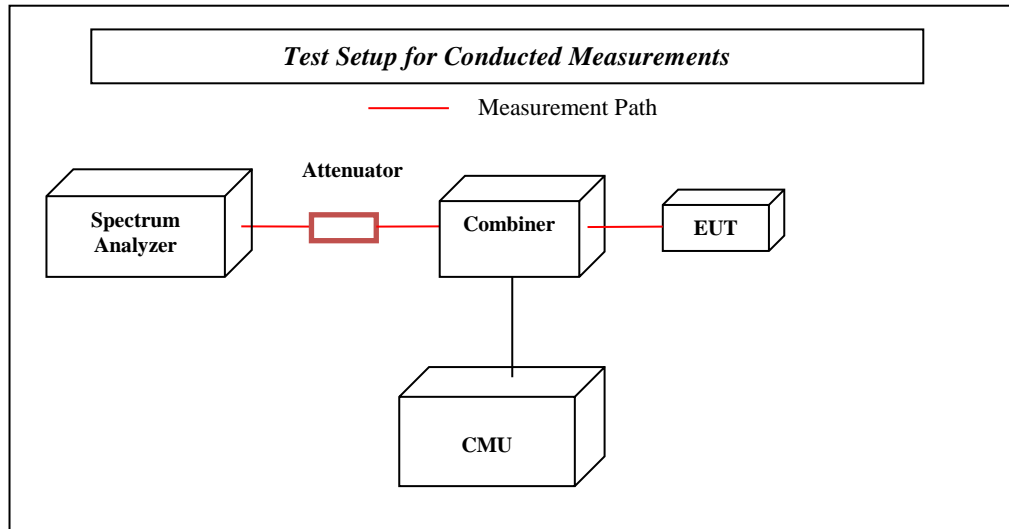 Test Setup for Conducted Measurements
Measurement Path
Attenuator
Spectrum
Analyzer
Combiner
EUT
CMU